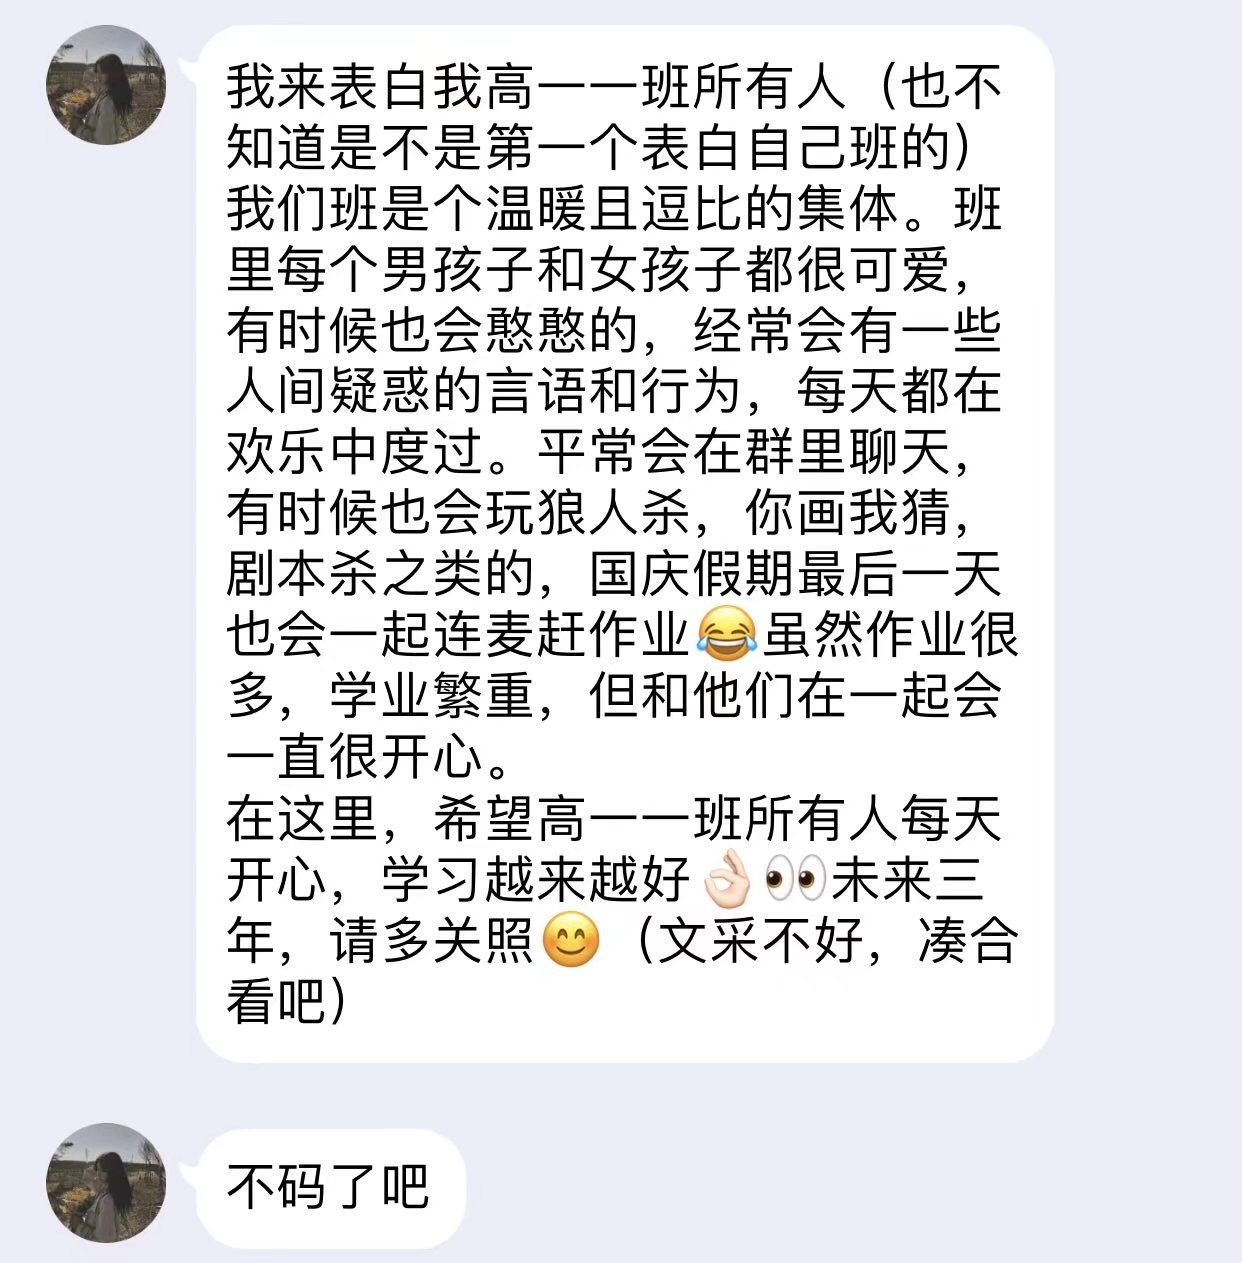 我来表白我高一一班所有人（也不
知道是不是第一个表白自己班的）
我们班是个温暖且逗比的集体。班
里每个男孩子和女孩子都很可爱，
有时候也会憨憨的，经常会有一些
人间疑惑的言语和行为，每天都在
欢乐中度过。平常会在群里聊天，
有时候也会玩狼人杀，你画我猜，
剧本杀之类的，国庆假期最后一天
也会一起连麦赶作业😂虽然作业很
多，学业繁重，但和他们在一起会
一直很开心。
在这里，希望高一一班所有人每天
开心，学习越来越好👌🏻👀未来三
年，请多关照😊（文采不好，凑合
看吧）
不码了吧